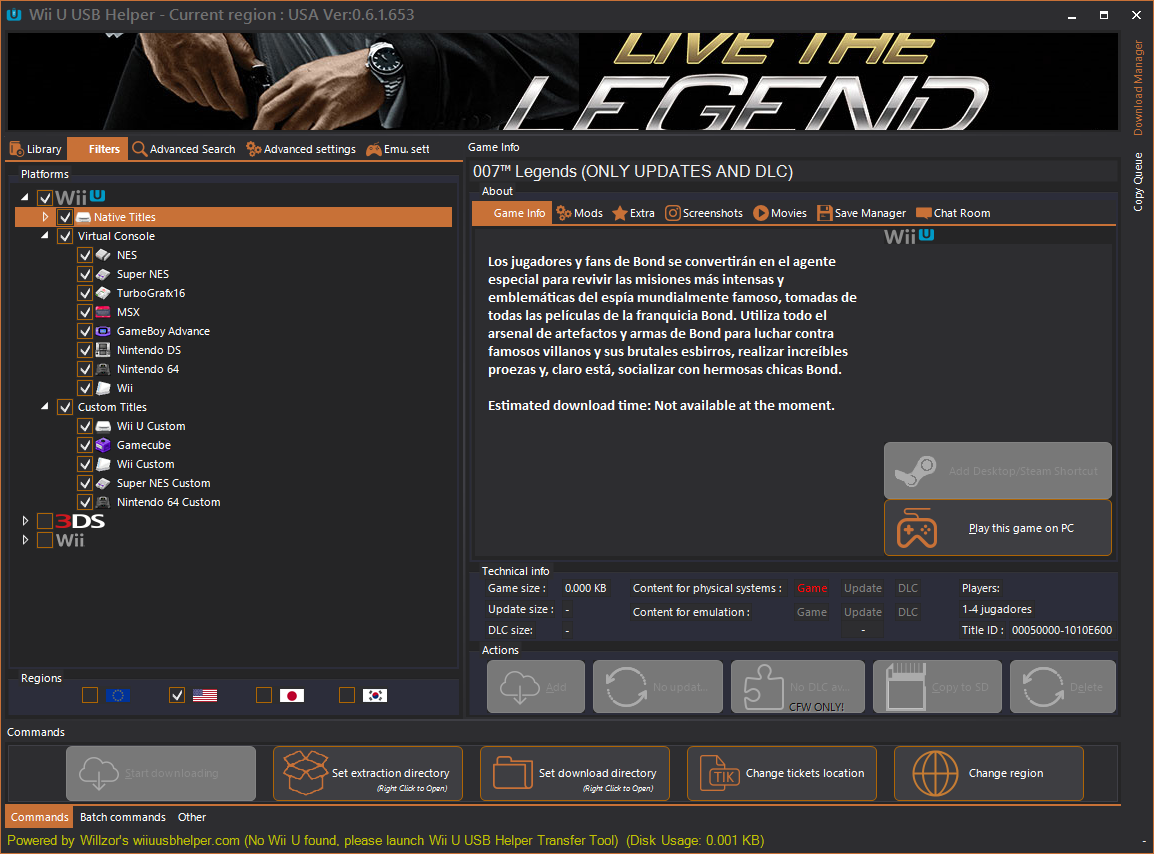 Wii U USB Helper - Current region : USA Ver:0.6.1.653
LIVE THE
LEGEND
Download Manager
Copy Queue
Library
Filters
Advanced Search
Advanced settings
Emu. sett
Platforms
Wii U
Native Titles
Virtual Console
NES
Super NES
TurboGrafx16
MSX
GameBoy Advance
Nintendo DS
Nintendo 64
Wii
Custom Titles
Wii U Custom
Gamecube
Wii Custom
Super NES Custom
Nintendo 64 Custom
3DS
Wii
Regions
Game Info
007™ Legends (ONLY UPDATES AND DLC)
About
Game Info
Mods
Extra
Screenshots
Movies
Save Manager
Chat Room
Wii U
Los jugadores y fans de Bond se convertirán en el agente
especial para revivir las misiones más intensas y
emblemáticas del espía mundialmente famoso, tomadas de
todas las películas de la franquicia Bond. Utiliza todo el
arsenal de artefactos y armas de Bond para luchar contra
famosos villanos y sus brutales esbirros, realizar increíbles
proezas y, claro está, socializar con hermosas chicas Bond.
Estimated download time: Not available at the moment.
Add Desktop/Steam Shortcut
Play this game on PC
Technical info
Game size : 0.000 KB
Update size : -
DLC size: -
Content for physical systems : Game Update DLC
Content for emulation : Game Update DLC
-
Players:
1-4 jugadores
Title ID : 00050000-1010E600
Actions
Add
No updat...
No DLC av...
CFW ONLY!
Copy to SD
Delete
Commands
Start downloading
Set extraction directory
(Right Click to Open)
Set download directory
(Right Click to Open)
TIK
Change tickets location
Change region
Commands
Batch commands
Other
Powered by Willzor's wiiuusbhelper.com (No Wii U found, please launch Wii U USB Helper Transfer Tool) (Disk Usage: 0.001 KB)
-